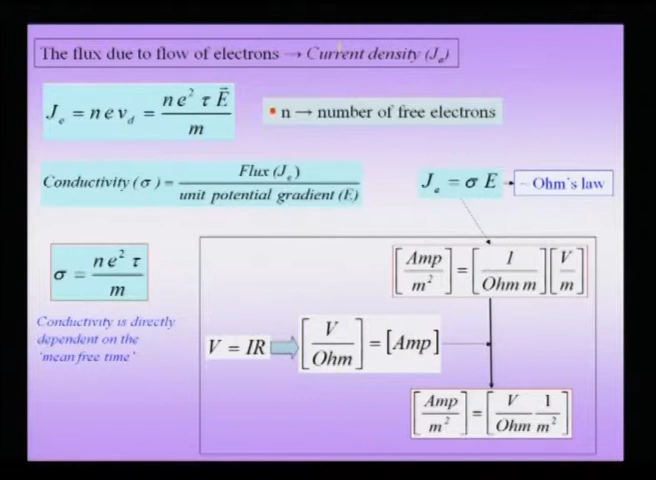 The flux due to flow of electrons → Current density (Jₑ)
Jₑ = n e v_d = n e² τ E⃗ / m
• n → number of free electrons
Conductivity (σ) = Flux (Jₑ) / unit potential gradient (E)
Jₑ = σ E
~ Ohm's law
σ = n e² τ / m
[Amp / m²] = [1 / Ohm m] [V / m]
Conductivity is directly
dependent on the
'mean free time'
V = IR
[V / Ohm] = [Amp]
[Amp / m²] = [V / Ohm 1 / m²]